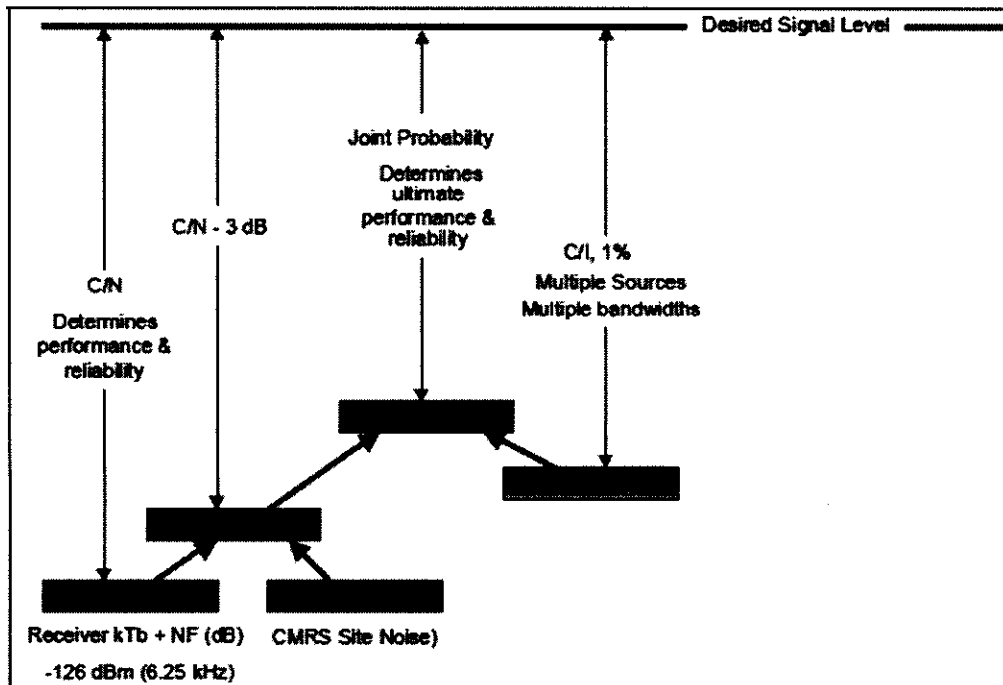 Desired Signal Level
Joint Probability
Determines
ultimate
performance &
reliability
C/N - 3 dB
C/I, 1%
Multiple Sources
Multiple bandwidths
C/N
Determines
performance &
reliability
Receiver kTb + NF (dB)
-126 dBm (6.25 kHz)
CMRS Site Noise)